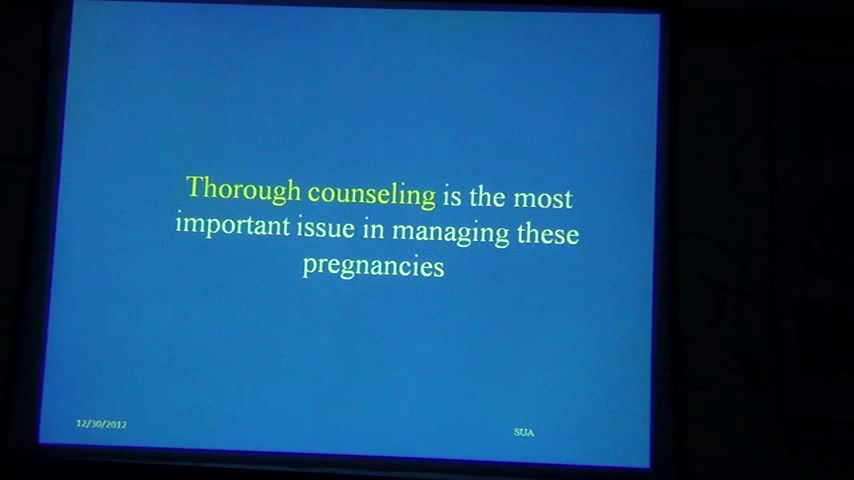 Thorough counseling is the most
important issue in managing these
pregnancies
12/30/2012
SUA